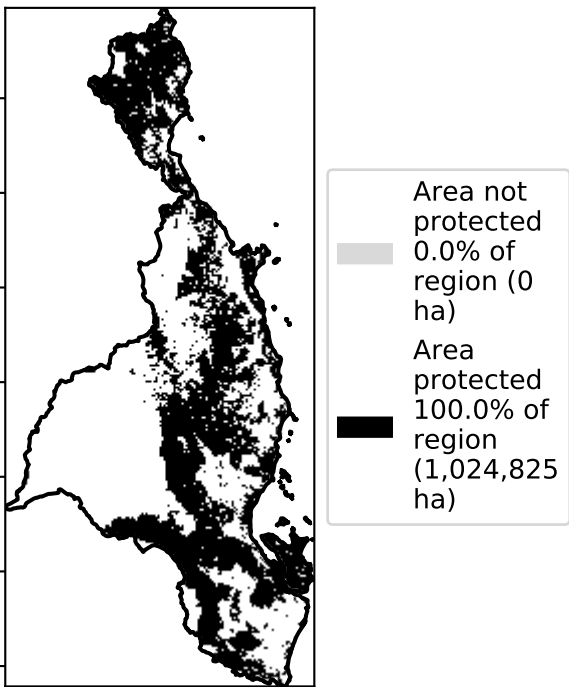 Area not
protected
0.0% of
region (0
ha)
Area
protected
100.0% of
region
(1,024,825
ha)